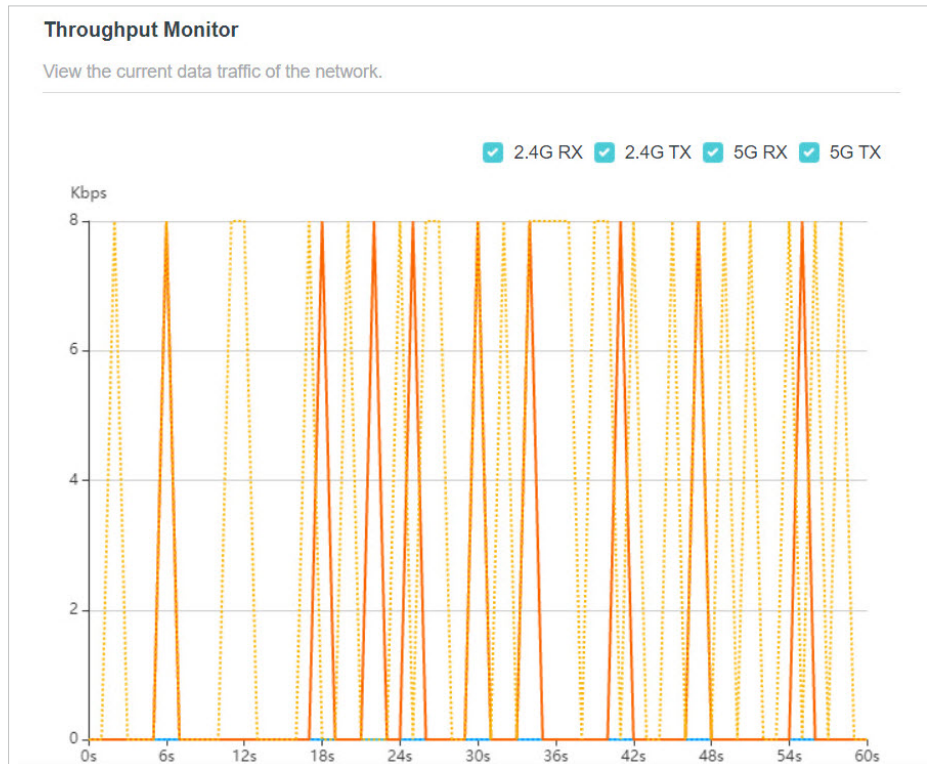 Throughput Monitor
View the current data traffic of the network.
2.4G RX 2.4G TX 5G RX 5G TX
Kbps
8
6
4
2
0
0s 6s 12s 18s 24s 30s 36s 42s 48s 54s 60s